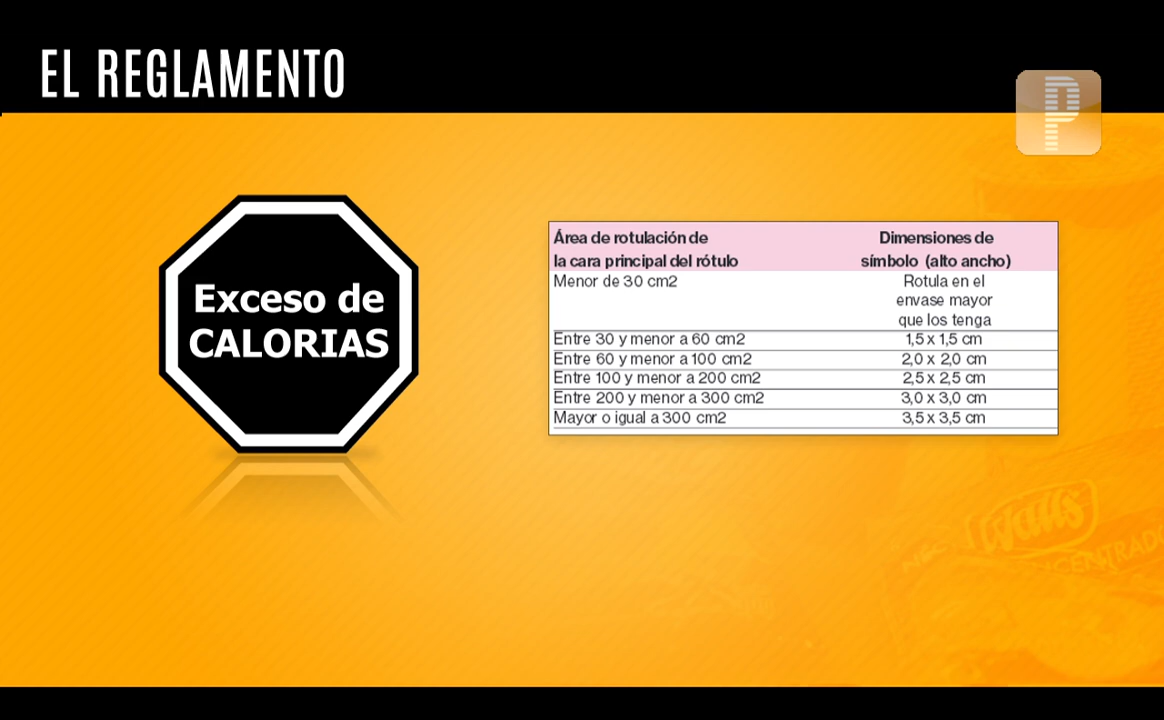 EL REGLAMENTO
P
Exceso de
CALORIAS
Área de rotulación de
la cara principal del rótulo
Dimensiones de
símbolo (alto ancho)
Menor de 30 cm2
Rotula en el
envase mayor
que los tenga
Entre 30 y menor a 60 cm2 1,5 x 1,5 cm
Entre 60 y menor a 100 cm2 2,0 x 2,0 cm
Entre 100 y menor a 200 cm2 2,5 x 2,5 cm
Entre 200 y menor a 300 cm2 3,0 x 3,0 cm
Mayor o igual a 300 cm2 3,5 x 3,5 cm